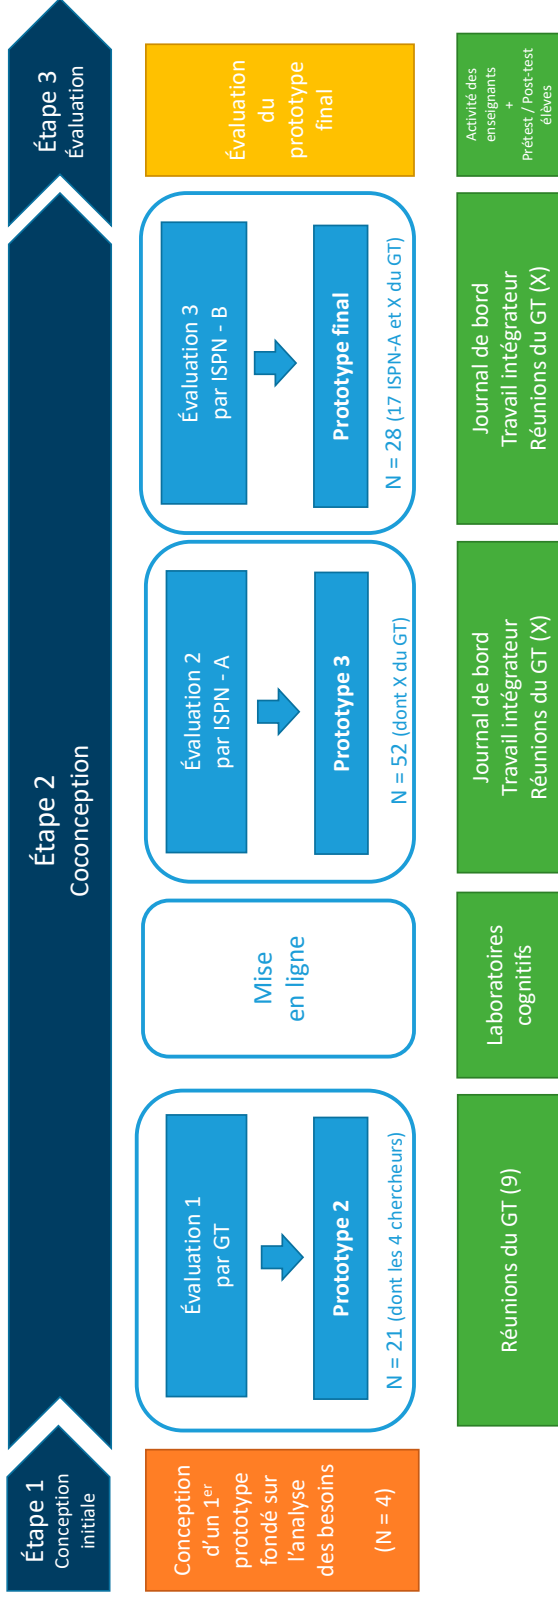 Étape 1
Conception
initiale
Étape 2
Coconception
Étape 3
Évaluation
Conception
d'un 1er
prototype
fondé sur
l'analyse
des besoins
(N = 4)
Évaluation 1
par GT
Prototype 2
N = 21 (dont les 4 chercheurs)
Mise
en ligne
Évaluation 2
par ISPN - A
Prototype 3
N = 52 (dont X du GT)
Évaluation 3
par ISPN - B
Prototype final
N = 28 (17 ISPN-A et X du GT)
Évaluation
du
prototype
final
Réunions du GT (9)
Laboratoires
cognitifs
Journal de bord
Travail intégrateur
Réunions du GT (X)
Journal de bord
Travail intégrateur
Réunions du GT (X)
Activité des
enseignants
+
Prétest / Post-test
élèves